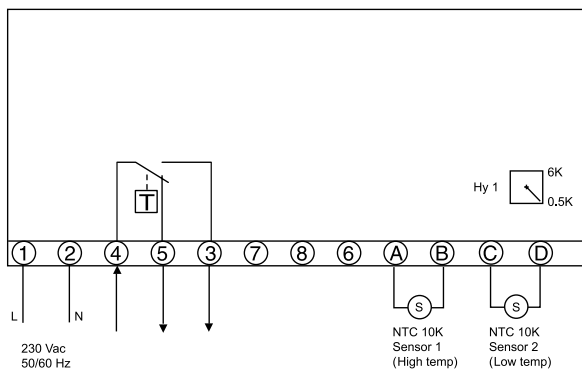 T
Hy 1
6K
0.5K
1 2 4 5 3 7 8 6 A B C D
L
N
S
S
230 Vac
50/60 Hz
NTC 10K
Sensor 1
(High temp)
NTC 10K
Sensor 2
(Low temp)